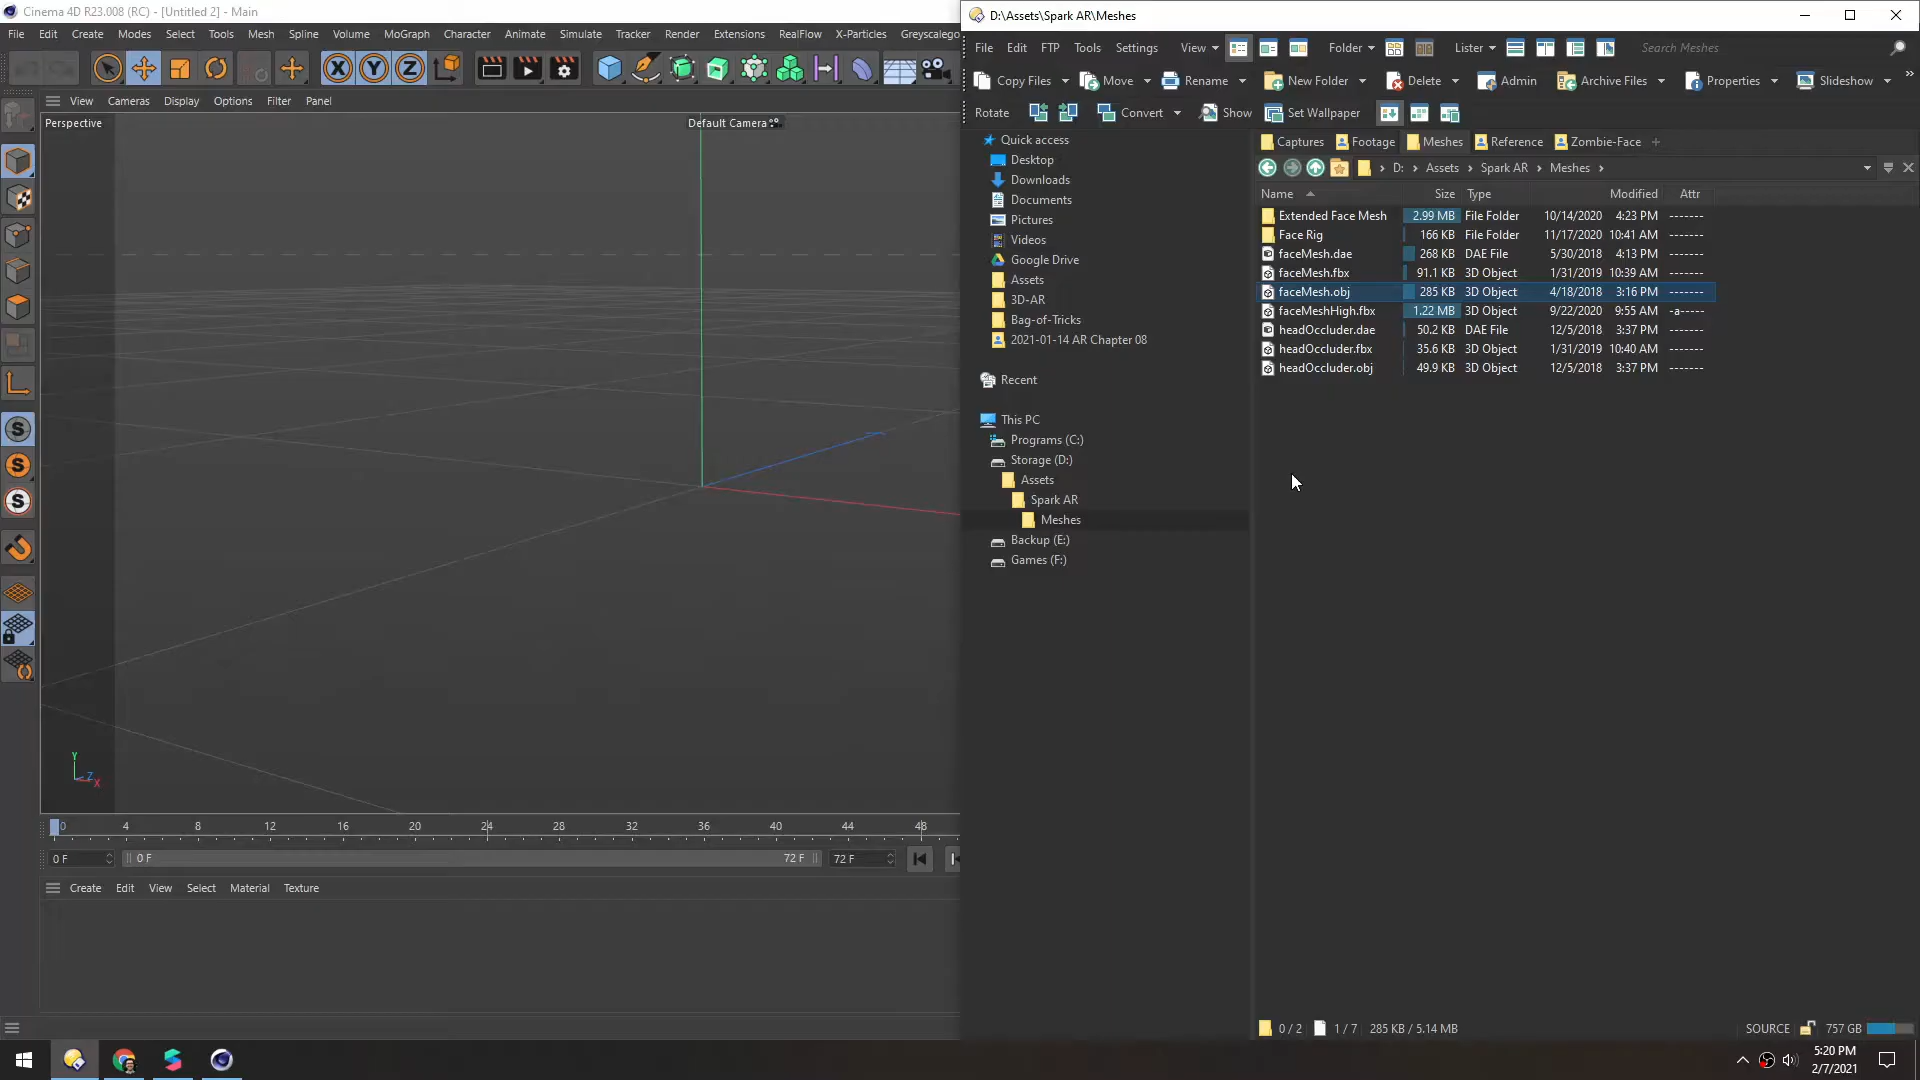 Cinema 4D R23.008 (RC) - [Untitled 2] - Main
File Edit Create Modes Select Tools Mesh Spline Volume MoGraph Character Animate Simulate Tracker Render Extensions RealFlow X-Particles Greyscalego
X Y Z
View Cameras Display Options Filter Panel
Perspective
Default Camera
S
S
S
Y
Z
X
0 4 8 12 16 20 24 28 32 36 40 44 48
0 F 0 F 72 F 72 F
Create Edit View Select Material Texture
D:\Assets\Spark AR\Meshes
File Edit FTP Tools Settings View Folder Lister Search Meshes
Copy Files Move Rename New Folder Delete Admin Archive Files Properties Slideshow »
Rotate Convert Show Set Wallpaper
Quick access
Desktop
Downloads
Documents
Pictures
Videos
Google Drive
Assets
3D-AR
Bag-of-Tricks
2021-01-14 AR Chapter 08
Recent
This PC
Programs (C:)
Storage (D:)
Assets
Spark AR
Meshes
Backup (E:)
Games (F:)
Captures Footage Meshes Reference Zombie-Face +
› D: › Assets › Spark AR › Meshes ›
Name Size Type Modified Attr
Extended Face Mesh 2.99 MB File Folder 10/14/2020 4:23 PM -------
Face Rig 166 KB File Folder 11/17/2020 10:41 AM -------
faceMesh.dae 268 KB DAE File 5/30/2018 4:13 PM -------
faceMesh.fbx 91.1 KB 3D Object 1/31/2019 10:39 AM -------
faceMesh.obj 285 KB 3D Object 4/18/2018 3:16 PM -------
faceMeshHigh.fbx 1.22 MB 3D Object 9/22/2020 9:55 AM -a-----
headOccluder.dae 50.2 KB DAE File 12/5/2018 3:37 PM -------
headOccluder.fbx 35.6 KB 3D Object 1/31/2019 10:40 AM -------
headOccluder.obj 49.9 KB 3D Object 12/5/2018 3:37 PM -------
0 / 2 1 / 7 285 KB / 5.14 MB SOURCE 757 GB
5:20 PM
2/7/2021